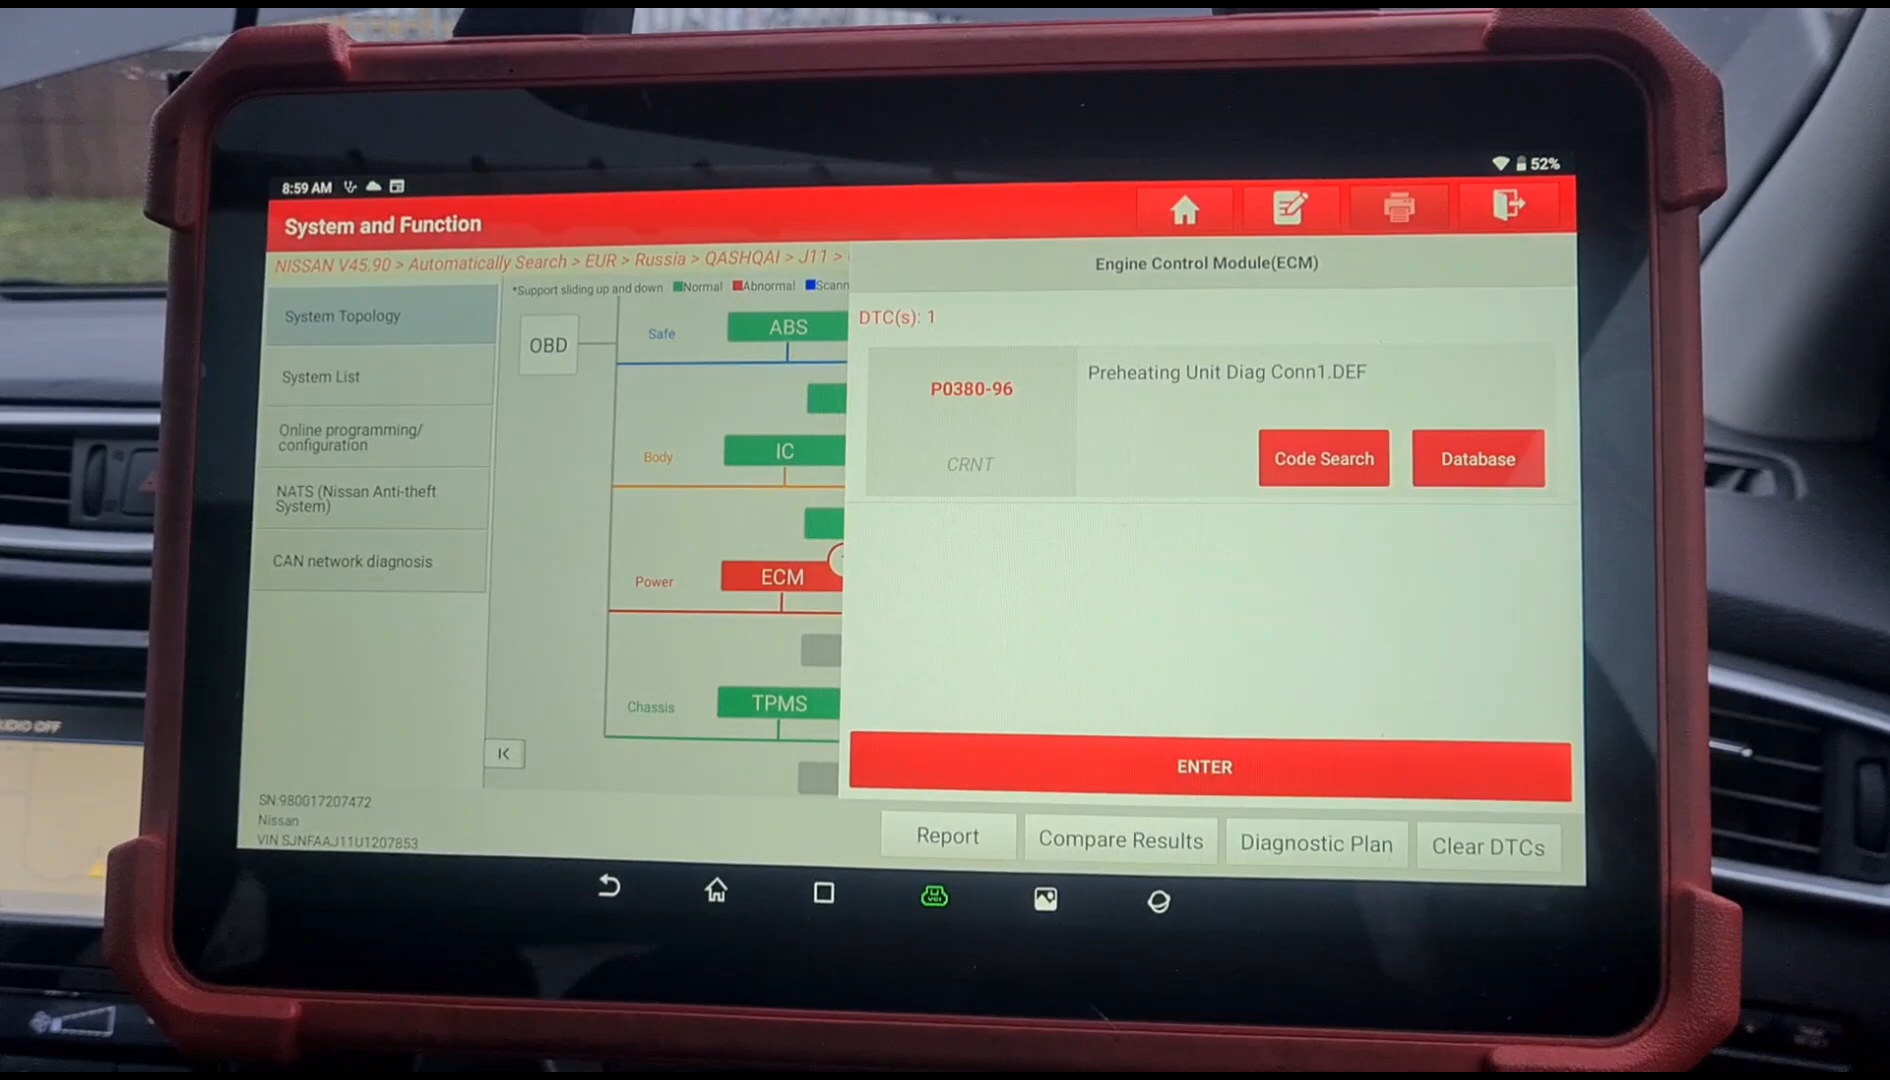 8:59 AM
52%
System and Function
NISSAN V45.90 > Automatically Search > EUR > Russia > QASHQAI > J11 >
Engine Control Module(ECM)
*Support sliding up and down Normal Abnormal Scann
System Topology
System List
Online programming/
configuration
NATS (Nissan Anti-theft
System)
CAN network diagnosis
OBD
Safe
ABS
Body
IC
Power
ECM
Chassis
TPMS
DTC(s): 1
P0380-96
CRNT
Preheating Unit Diag Conn1.DEF
Code Search
Database
ENTER
SN:980017207472
Nissan
VIN SJNFAAJ11U1207853
Report
Compare Results
Diagnostic Plan
Clear DTCs
VCI
UDIO OFF